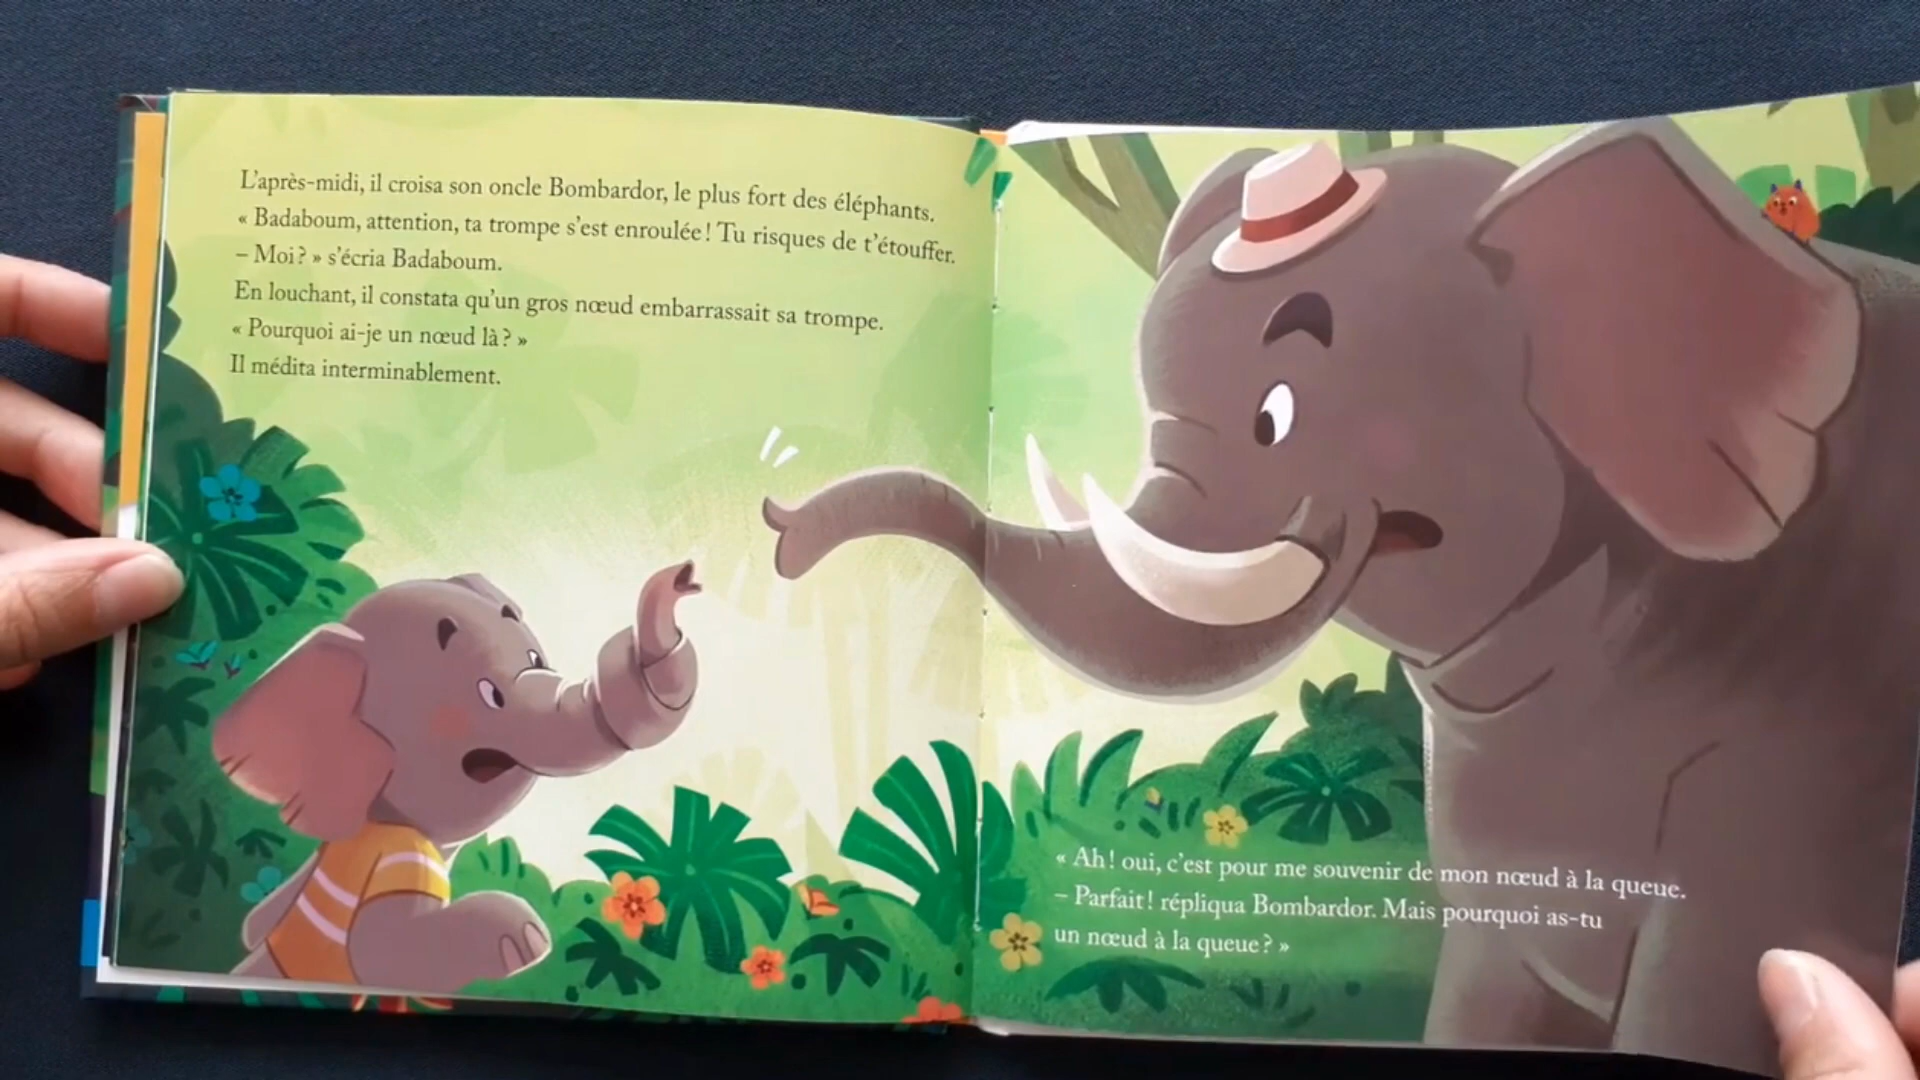 L'après-midi, il croisa son oncle Bombardor, le plus fort des éléphants.
« Badaboum, attention, ta trompe s'est enroulée ! Tu risques de t'étouffer.
– Moi ? » s'écria Badaboum.
En louchant, il constata qu'un gros nœud embarrassait sa trompe.
« Pourquoi ai-je un nœud là ? »
Il médita interminablement.
« Ah ! oui, c'est pour me souvenir de mon nœud à la queue.
– Parfait ! répliqua Bombardor. Mais pourquoi as-tu
un nœud à la queue ? »